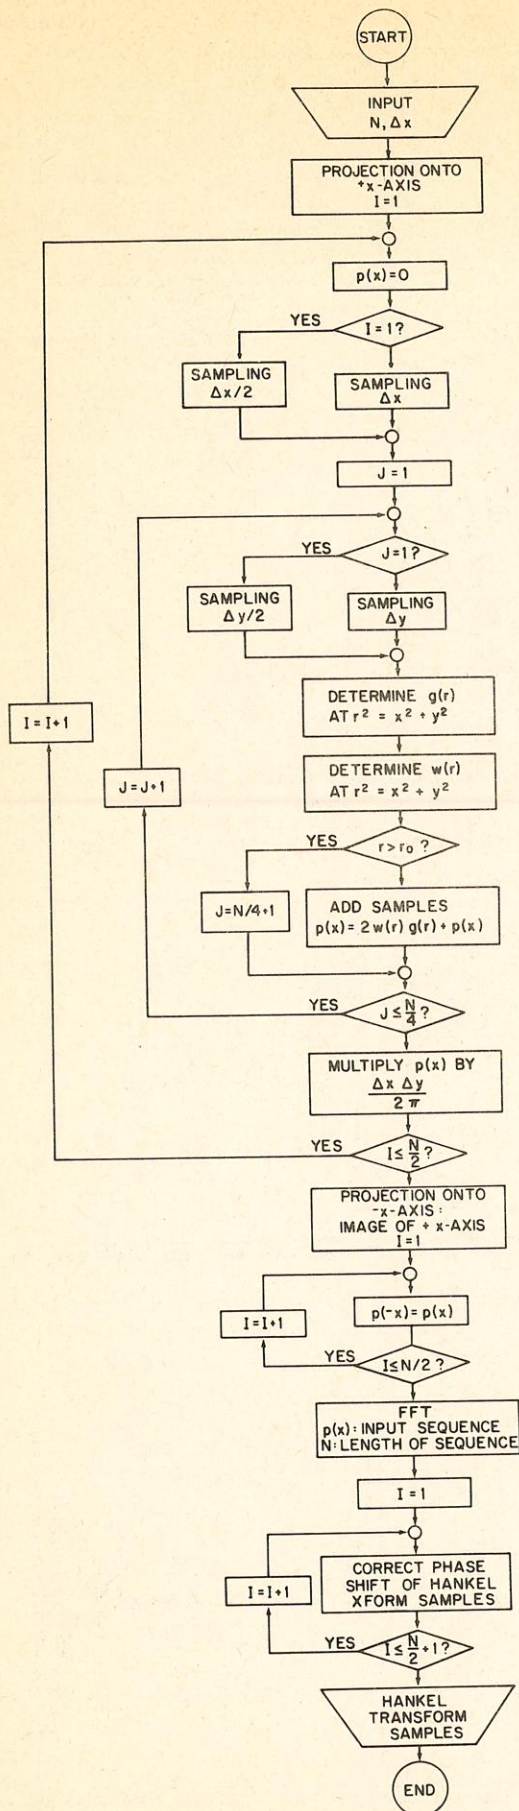 START
INPUT
N, Δx
PROJECTION ONTO
+x-AXIS
I=1
p(x)=0
YES
I=1?
SAMPLING
Δx/2
SAMPLING
Δx
J=1
YES
J=1?
SAMPLING
Δy/2
SAMPLING
Δy
DETERMINE g(r)
AT r² = x² + y²
I=I+1
DETERMINE w(r)
AT r² = x² + y²
J=J+1
YES
r>r₀ ?
J=N/4+1
ADD SAMPLES
p(x)=2w(r)g(r)+p(x)
YES
J≤N/4?
MULTIPLY p(x) BY
Δx Δy
2π
YES
I≤N/2?
PROJECTION ONTO
-x-AXIS:
IMAGE OF + x-AXIS
I=1
I=I+1
p(-x)=p(x)
YES
I≤N/2?
FFT
p(x): INPUT SEQUENCE
N: LENGTH OF SEQUENCE
I=1
I=I+1
CORRECT PHASE
SHIFT OF HANKEL
XFORM SAMPLES
YES
I≤N/2+1?
HANKEL
TRANSFORM
SAMPLES
END